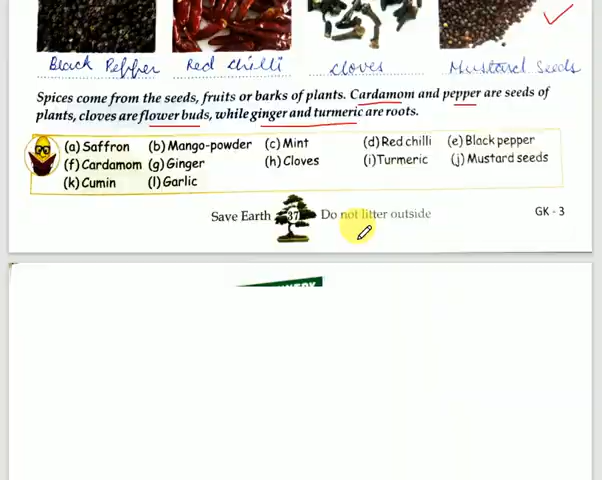 Black Pepper Red chilli cloves Mustard Seeds
Spices come from the seeds, fruits or barks of plants. Cardamom and pepper are seeds of
plants, cloves are flower buds, while ginger and turmeric are roots.
(a) Saffron (b) Mango-powder (c) Mint (d) Red chilli (e) Black pepper
(f) Cardamom (g) Ginger (h) Cloves (i) Turmeric (j) Mustard seeds
(k) Cumin (l) Garlic
Save Earth 37 Do not litter outside GK - 3